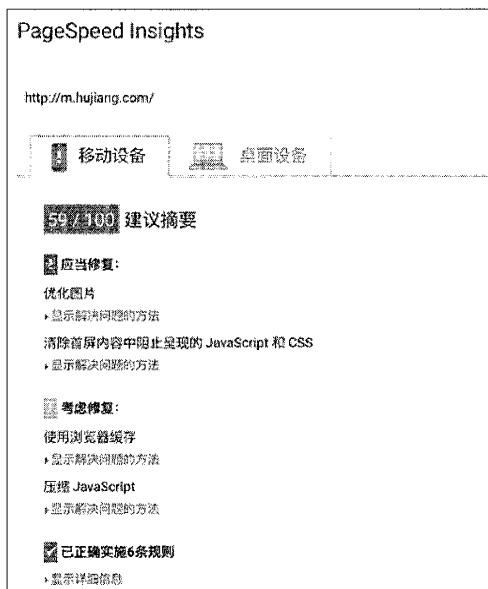 PageSpeed Insights
http://m.hujiang.com/
移动设备
桌面设备
59 / 100 建议摘要
应当修复：
优化图片
▸显示解决问题的方法
清除首屏内容中阻止呈现的 JavaScript 和 CSS
▸显示解决问题的方法
考虑修复：
使用浏览器缓存
▸显示解决问题的方法
压缩 JavaScript
▸显示解决问题的方法
已正确实施6条规则
▸显示详细信息